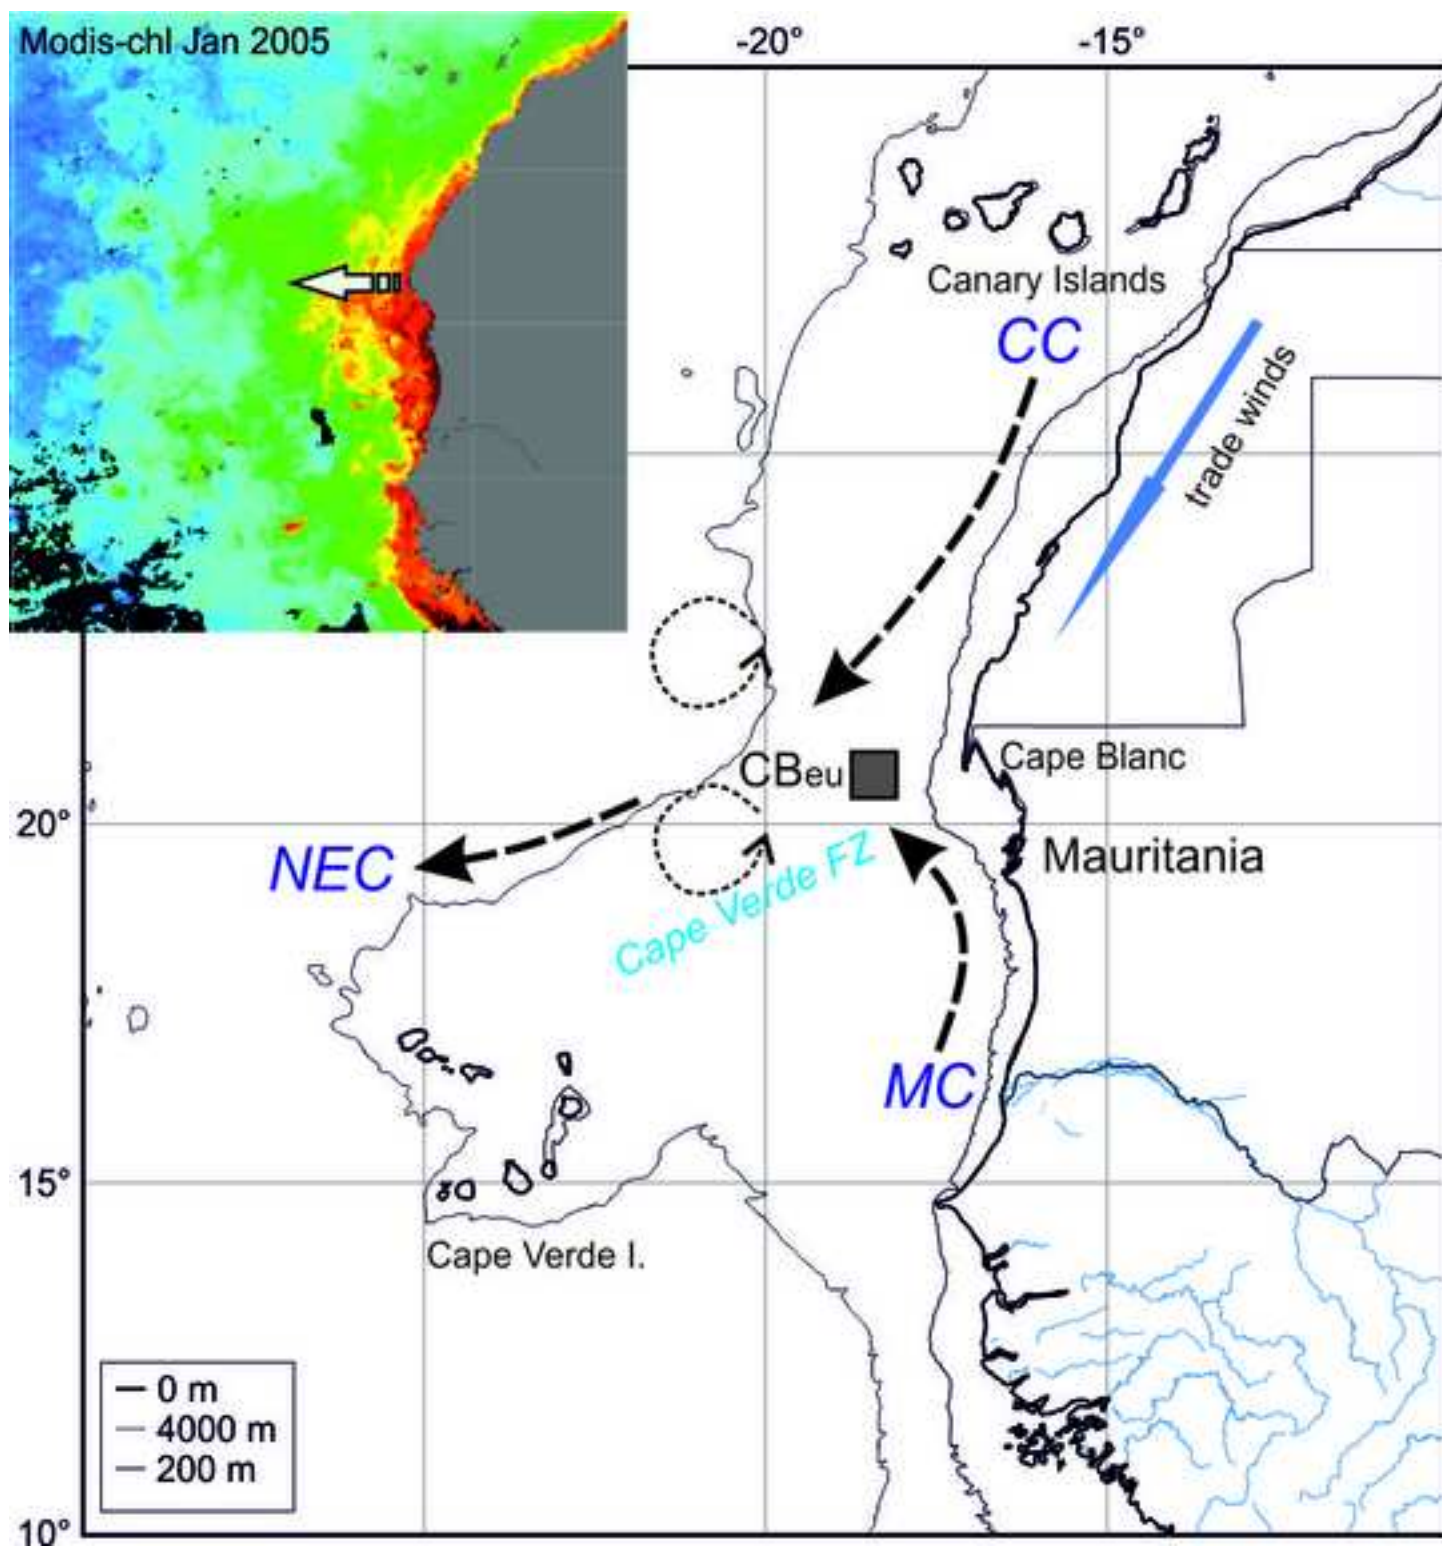 Modis-chl Jan 2005
-20°
-15°
Canary Islands
CC
trade winds
CBeu
Cape Blanc
20°
NEC
Mauritania
Cape Verde FZ
MC
15°
Cape Verde I.
0 m
4000 m
200 m
10°